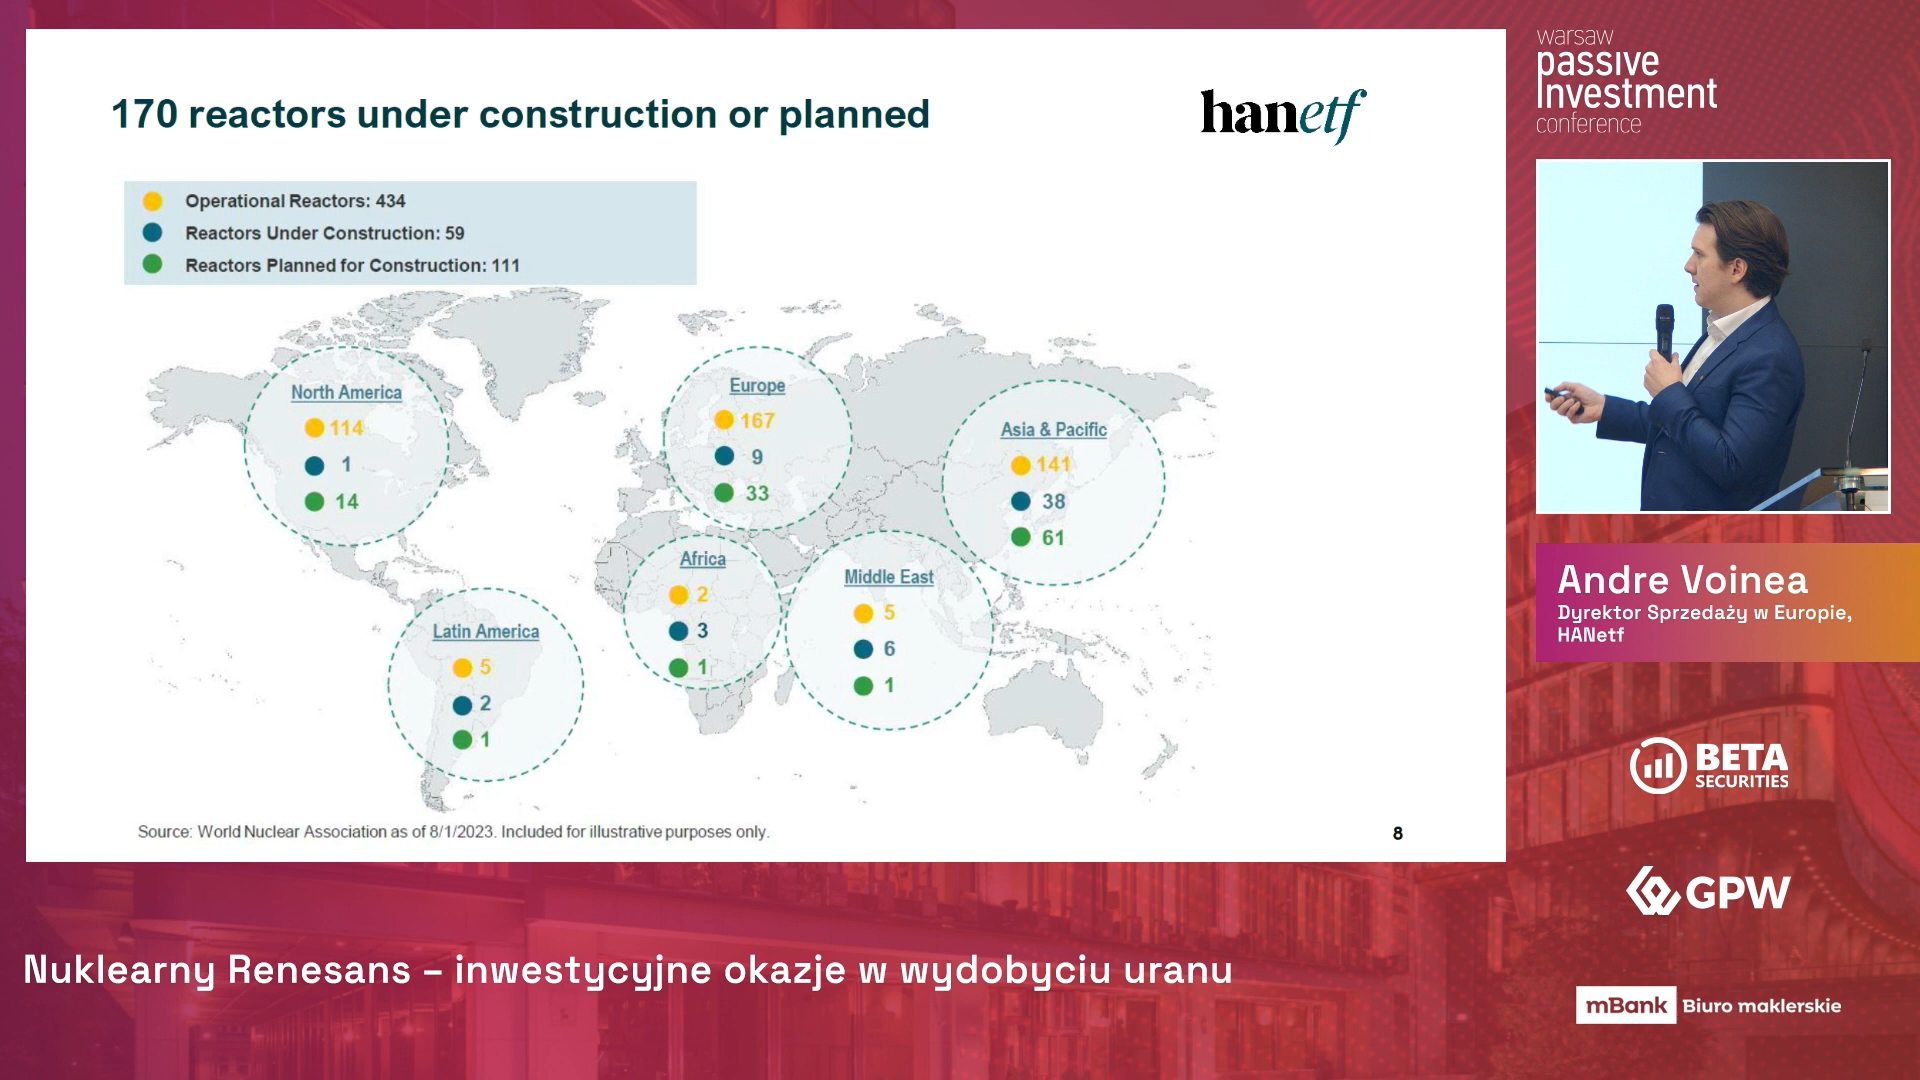 170 reactors under construction or planned
hanetf
Operational Reactors: 434
Reactors Under Construction: 59
Reactors Planned for Construction: 111
North America
114
1
14
Europe
167
9
33
Asia & Pacific
141
38
61
Africa
2
3
1
Middle East
5
6
1
Latin America
5
2
1
Source: World Nuclear Association as of 8/1/2023. Included for illustrative purposes only.
8
warsaw
passive
Investment
conference
Andre Voinea
Dyrektor Sprzedaży w Europie,
HANetf
BETA
SECURITIES
GPW
mBank Biuro maklerskie
Nuklearny Renesans – inwestycyjne okazje w wydobyciu uranu